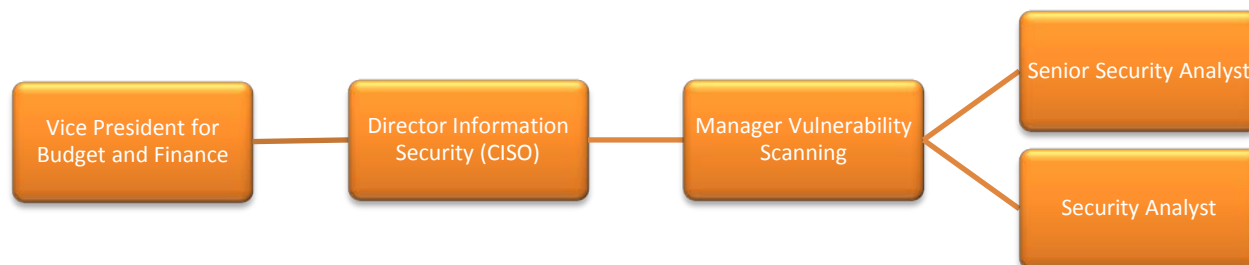 Vice President for
Budget and Finance
Director Information
Security (CISO)
Manager Vulnerability
Scanning
Senior Security Analyst
Security Analyst